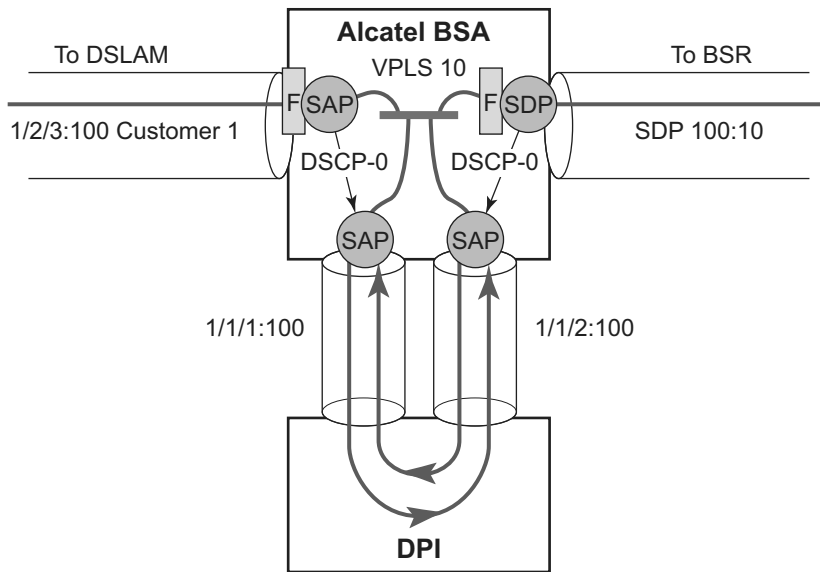 Alcatel BSA
To DSLAM
VPLS 10
To BSR
F
SAP
F
SDP
1/2/3:100 Customer 1
SDP 100:10
DSCP-0
DSCP-0
SAP
SAP
1/1/1:100
1/1/2:100
DPI